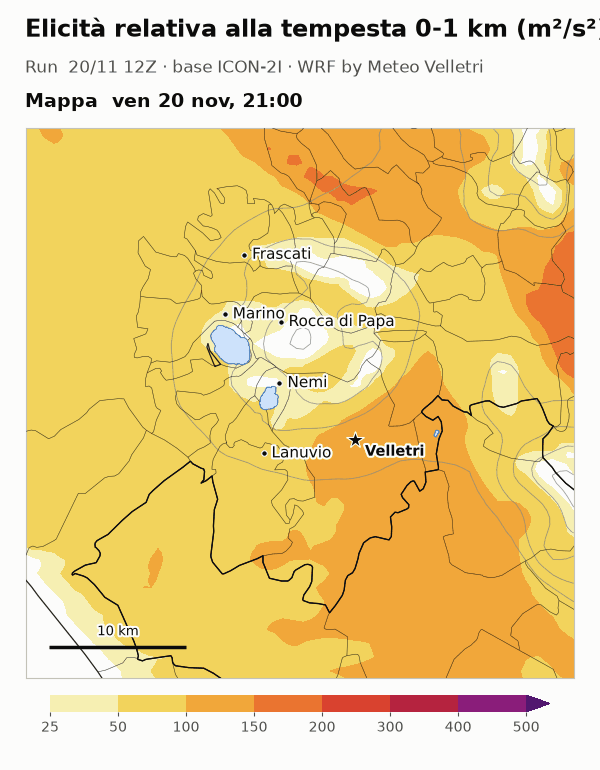 Elicità relativa alla tempesta 0-1 km (m²/s²)
Run 20/11 12Z · base ICON-2I · WRF by Meteo Velletri
Mappa ven 20 nov, 21:00
Frascati
Marino
Rocca di Papa
Nemi
Velletri
Lanuvio
10 km
25 50 100 150 200 300 400 500